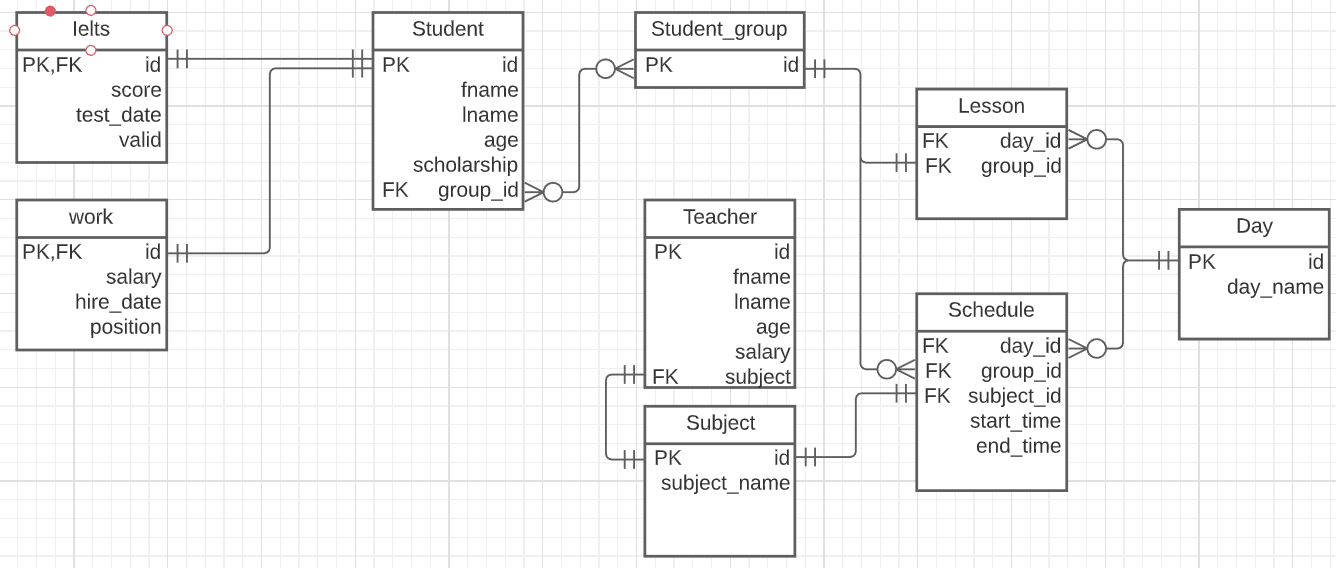 Ielts
PK,FK id
score
test_date
valid
work
PK,FK id
salary
hire_date
position
Student
PK id
fname
lname
age
scholarship
FK group_id
Student_group
PK id
Teacher
PK id
fname
lname
age
salary
FK subject
Subject
PK id
subject_name
Lesson
FK day_id
FK group_id
Schedule
FK day_id
FK group_id
FK subject_id
start_time
end_time
Day
PK id
day_name